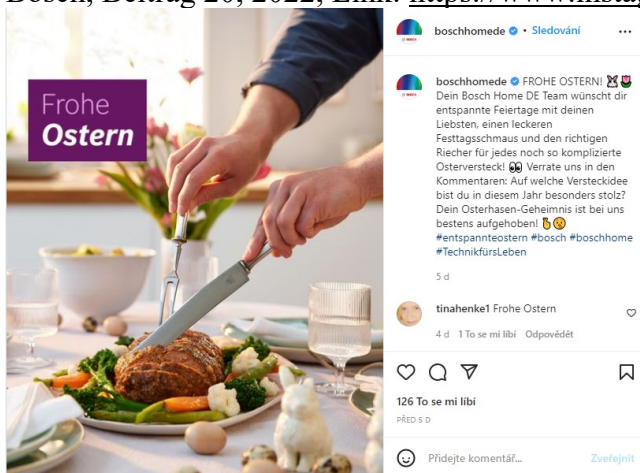 Bosch, Beitrag 20, 2022, Link: https://www.instag
Frohe
Ostern
boschhomede • Sledování
boschhomede FROHE OSTERN! 🐰🌷
Dein Bosch Home DE Team wünscht dir
entspannte Feiertage mit deinen
Liebsten, einen leckeren
Festtagsschmaus und den richtigen
Riecher für jedes noch so komplizierte
Osterversteck! 👀 Verrate uns in den
Kommentaren: Auf welche Versteckidee
bist du in diesem Jahr besonders stolz?
Dein Osterhasen-Geheimnis ist bei uns
bestens aufgehoben!
#entspannteostern #bosch #boschhome
#TechnikfürsLeben
5 d
tinahenke1 Frohe Ostern
4 d 1 To se mi líbí Odpovědět
126 To se mi líbí
PŘED 5 D
Přidejte komentář... Zveřejnit